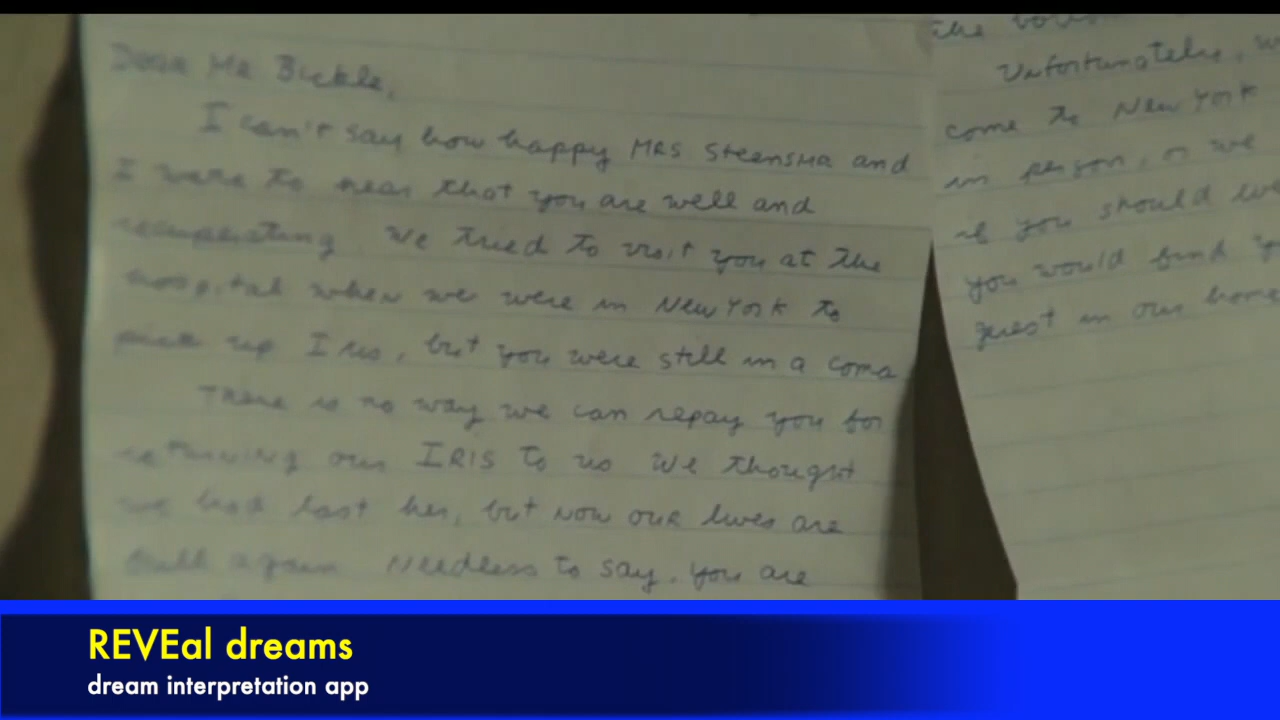 Dear Mr Bickle,
I can't say how happy MRS Steensma and
I were to hear that you are well and
recuperating. We tried to visit you at the
hospital when we were in New York to
pick up Iris, but you were still in a coma
There is no way we can repay you for
returning our IRIS to us We thought
we had lost her, but now our lives are
full again Needless to say, you are
the
Unfortunately,
come to New York
in person, or we
if you should
you would find
guest in our home
REVEal dreams
dream interpretation app